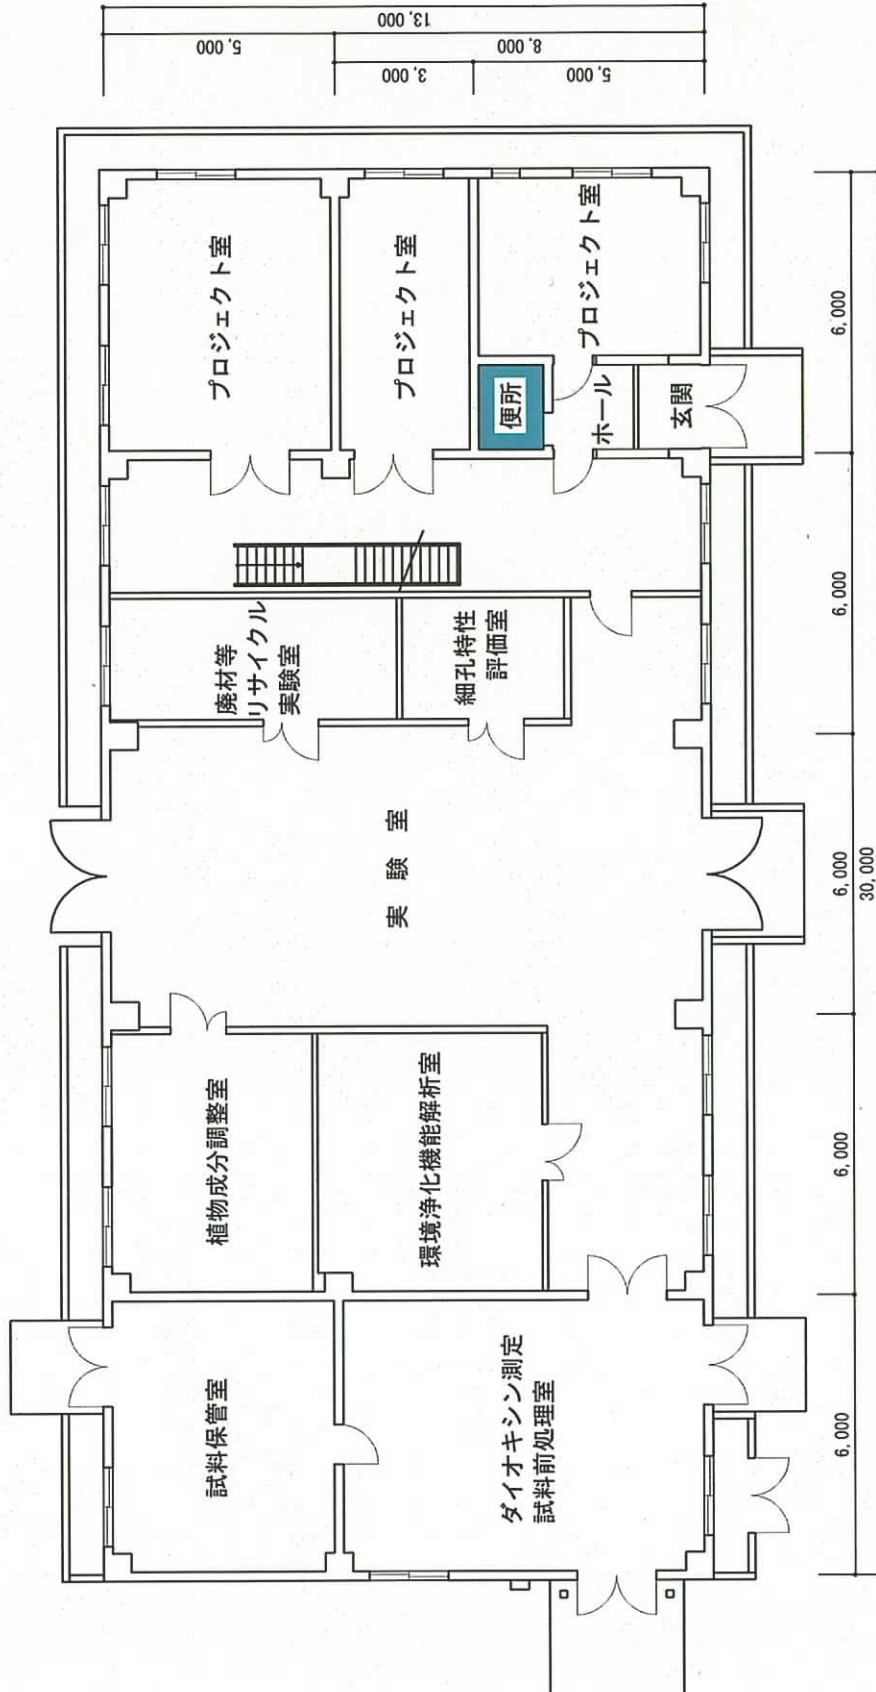 13,000
5,000
8,000
3,000
5,000
プロジェクト室
プロジェクト室
プロジェクト室
便所
ホール
玄関
廃材等
リサイクル
実験室
細孔特性
評価室
実 験 室
植物成分調整室
環境浄化機能解析室
試料保管室
ダイオキシン測定
試料前処理室
6,000
6,000
6,000
6,000
6,000
30,000